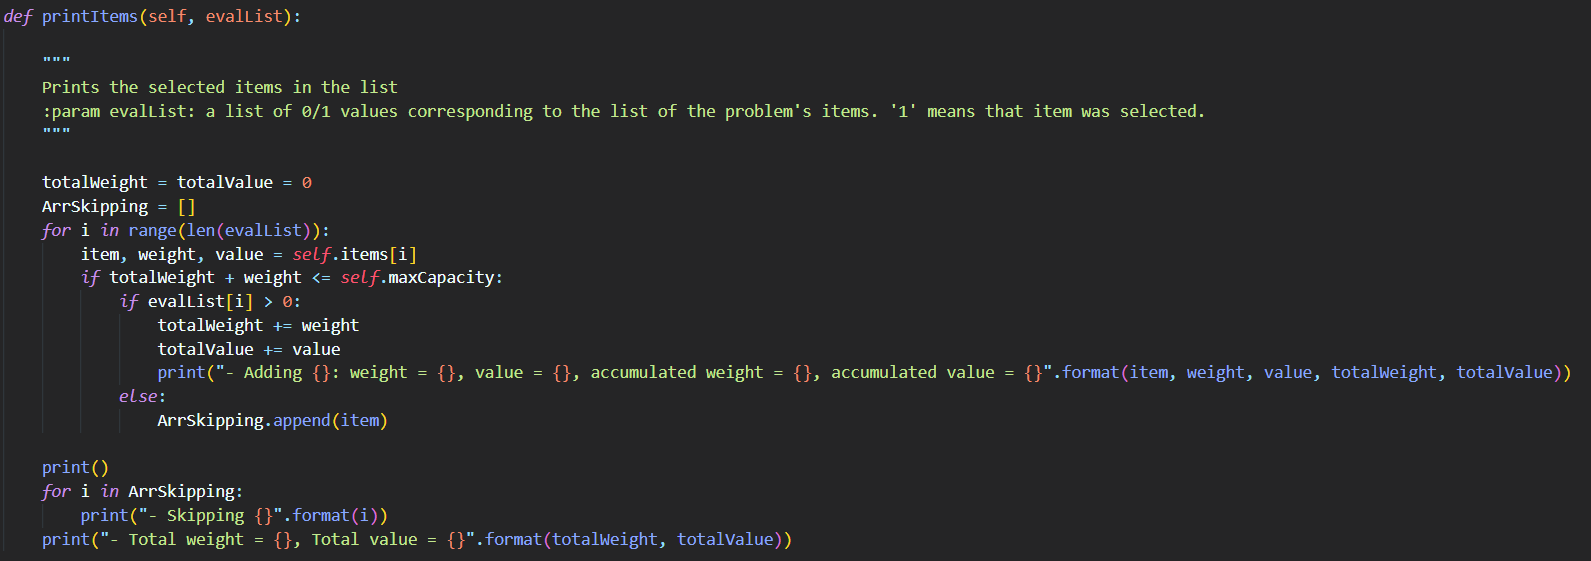 def printItems(self, evalList):
"""
Prints the selected items in the list
:param evalList: a list of 0/1 values corresponding to the list of the problem's items. '1' means that item was selected.
"""
totalWeight = totalValue = 0
ArrSkipping = []
for i in range(len(evalList)):
item, weight, value = self.items[i]
if totalWeight + weight <= self.maxCapacity:
if evalList[i] > 0:
totalWeight += weight
totalValue += value
print("- Adding {}: weight = {}, value = {}, accumulated weight = {}, accumulated value = {}".format(item, weight, value, totalWeight, totalValue))
else:
ArrSkipping.append(item)
print()
for i in ArrSkipping:
print("- Skipping {}".format(i))
print("- Total weight = {}, Total value = {}".format(totalWeight, totalValue))